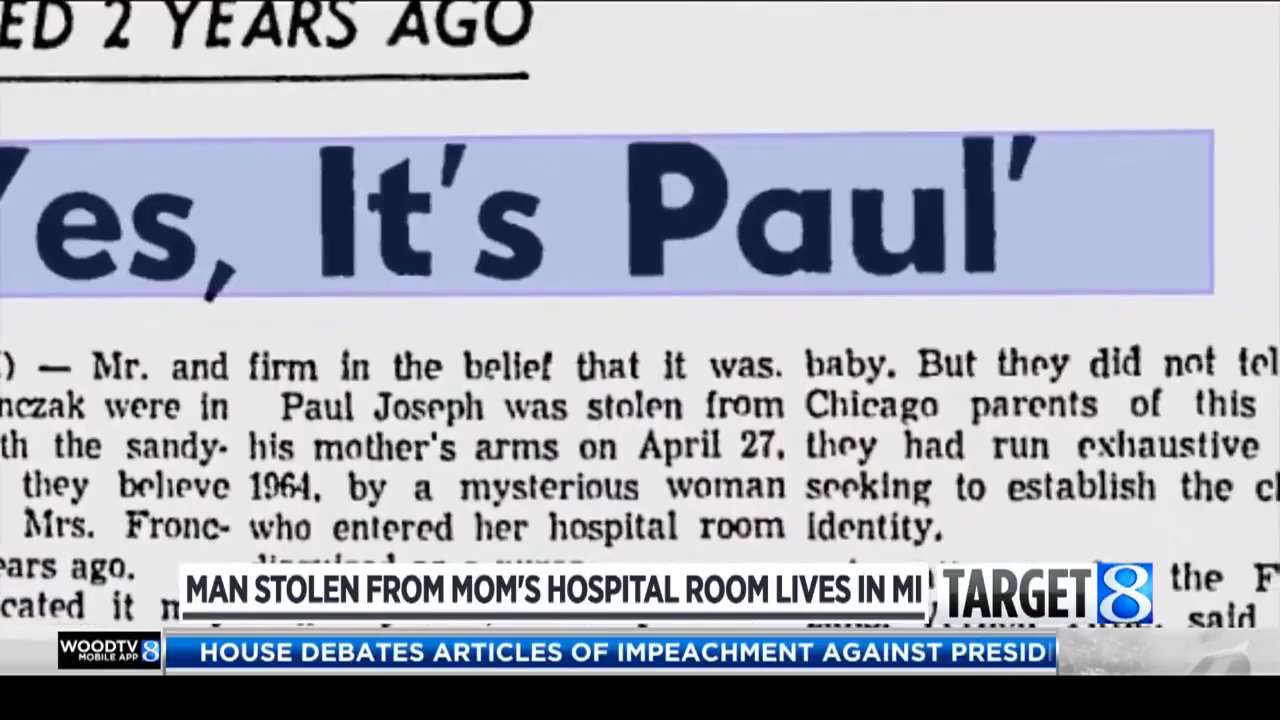 ED 2 YEARS AGO
Yes, It's Paul'
) — Mr. and
nczak were in
th the sandy-
they believe
Mrs. Fronc-
ears ago.
cated it m
firm in the belief that it was.
Paul Joseph was stolen from
his mother's arms on April 27,
1964, by a mysterious woman
who entered her hospital room
baby. But they did not tel
Chicago parents of this
they had run exhaustive
seeking to establish the c
identity.
the F
said
MAN STOLEN FROM MOM'S HOSPITAL ROOM LIVES IN MI
TARGET 8
WOODTV 8
MOBILE APP
HOUSE DEBATES ARTICLES OF IMPEACHMENT AGAINST PRESID